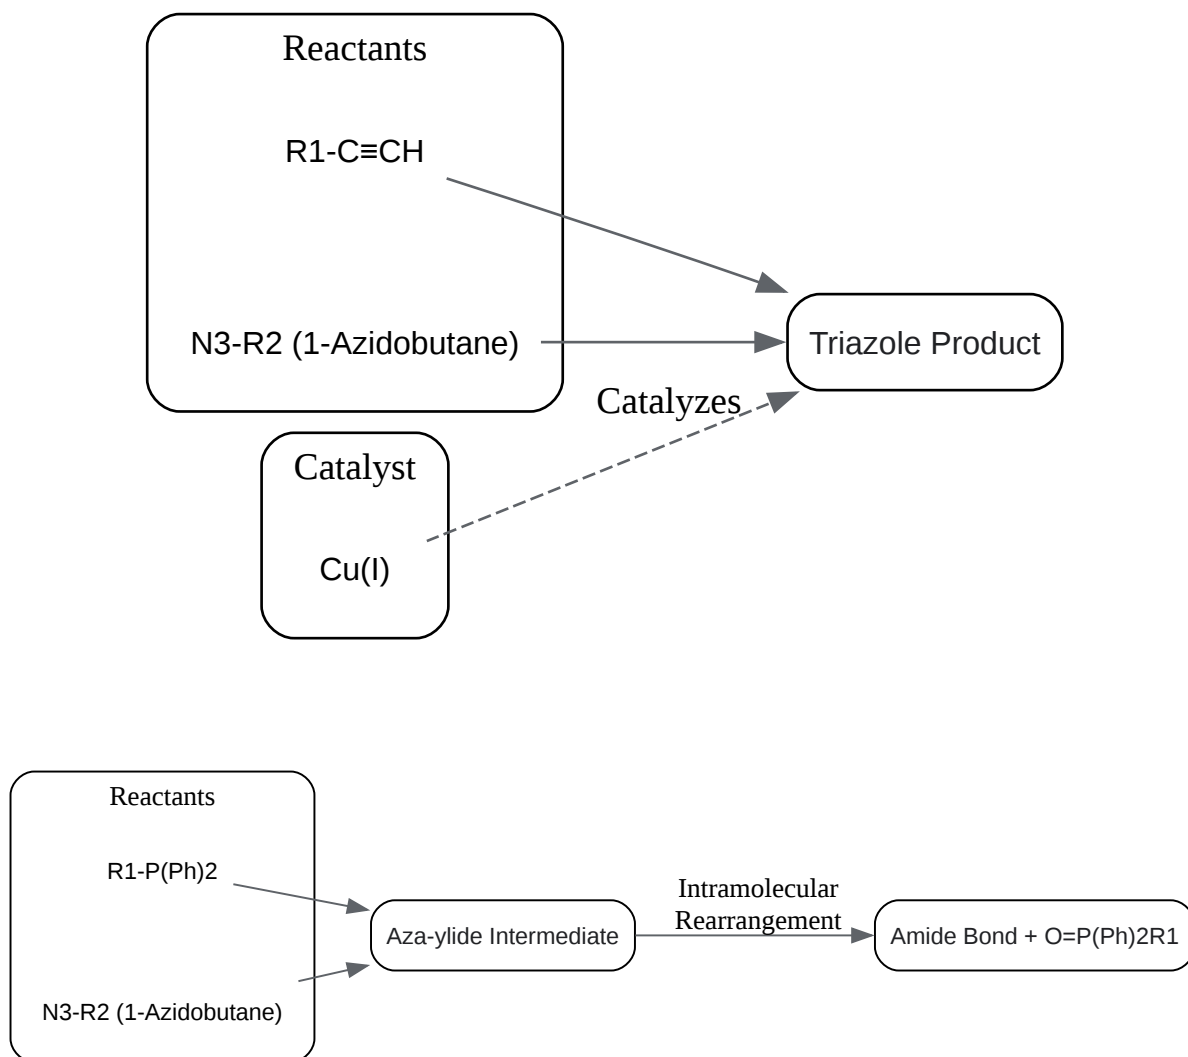 Reactants
R1-C≡CH
N3-R2 (1-Azidobutane)
Triazole Product
Catalyzes
Catalyst
Cu(I)
Reactants
R1-P(Ph)2
N3-R2 (1-Azidobutane)
Aza-ylide Intermediate
Intramolecular
Rearrangement
Amide Bond + O=P(Ph)2R1